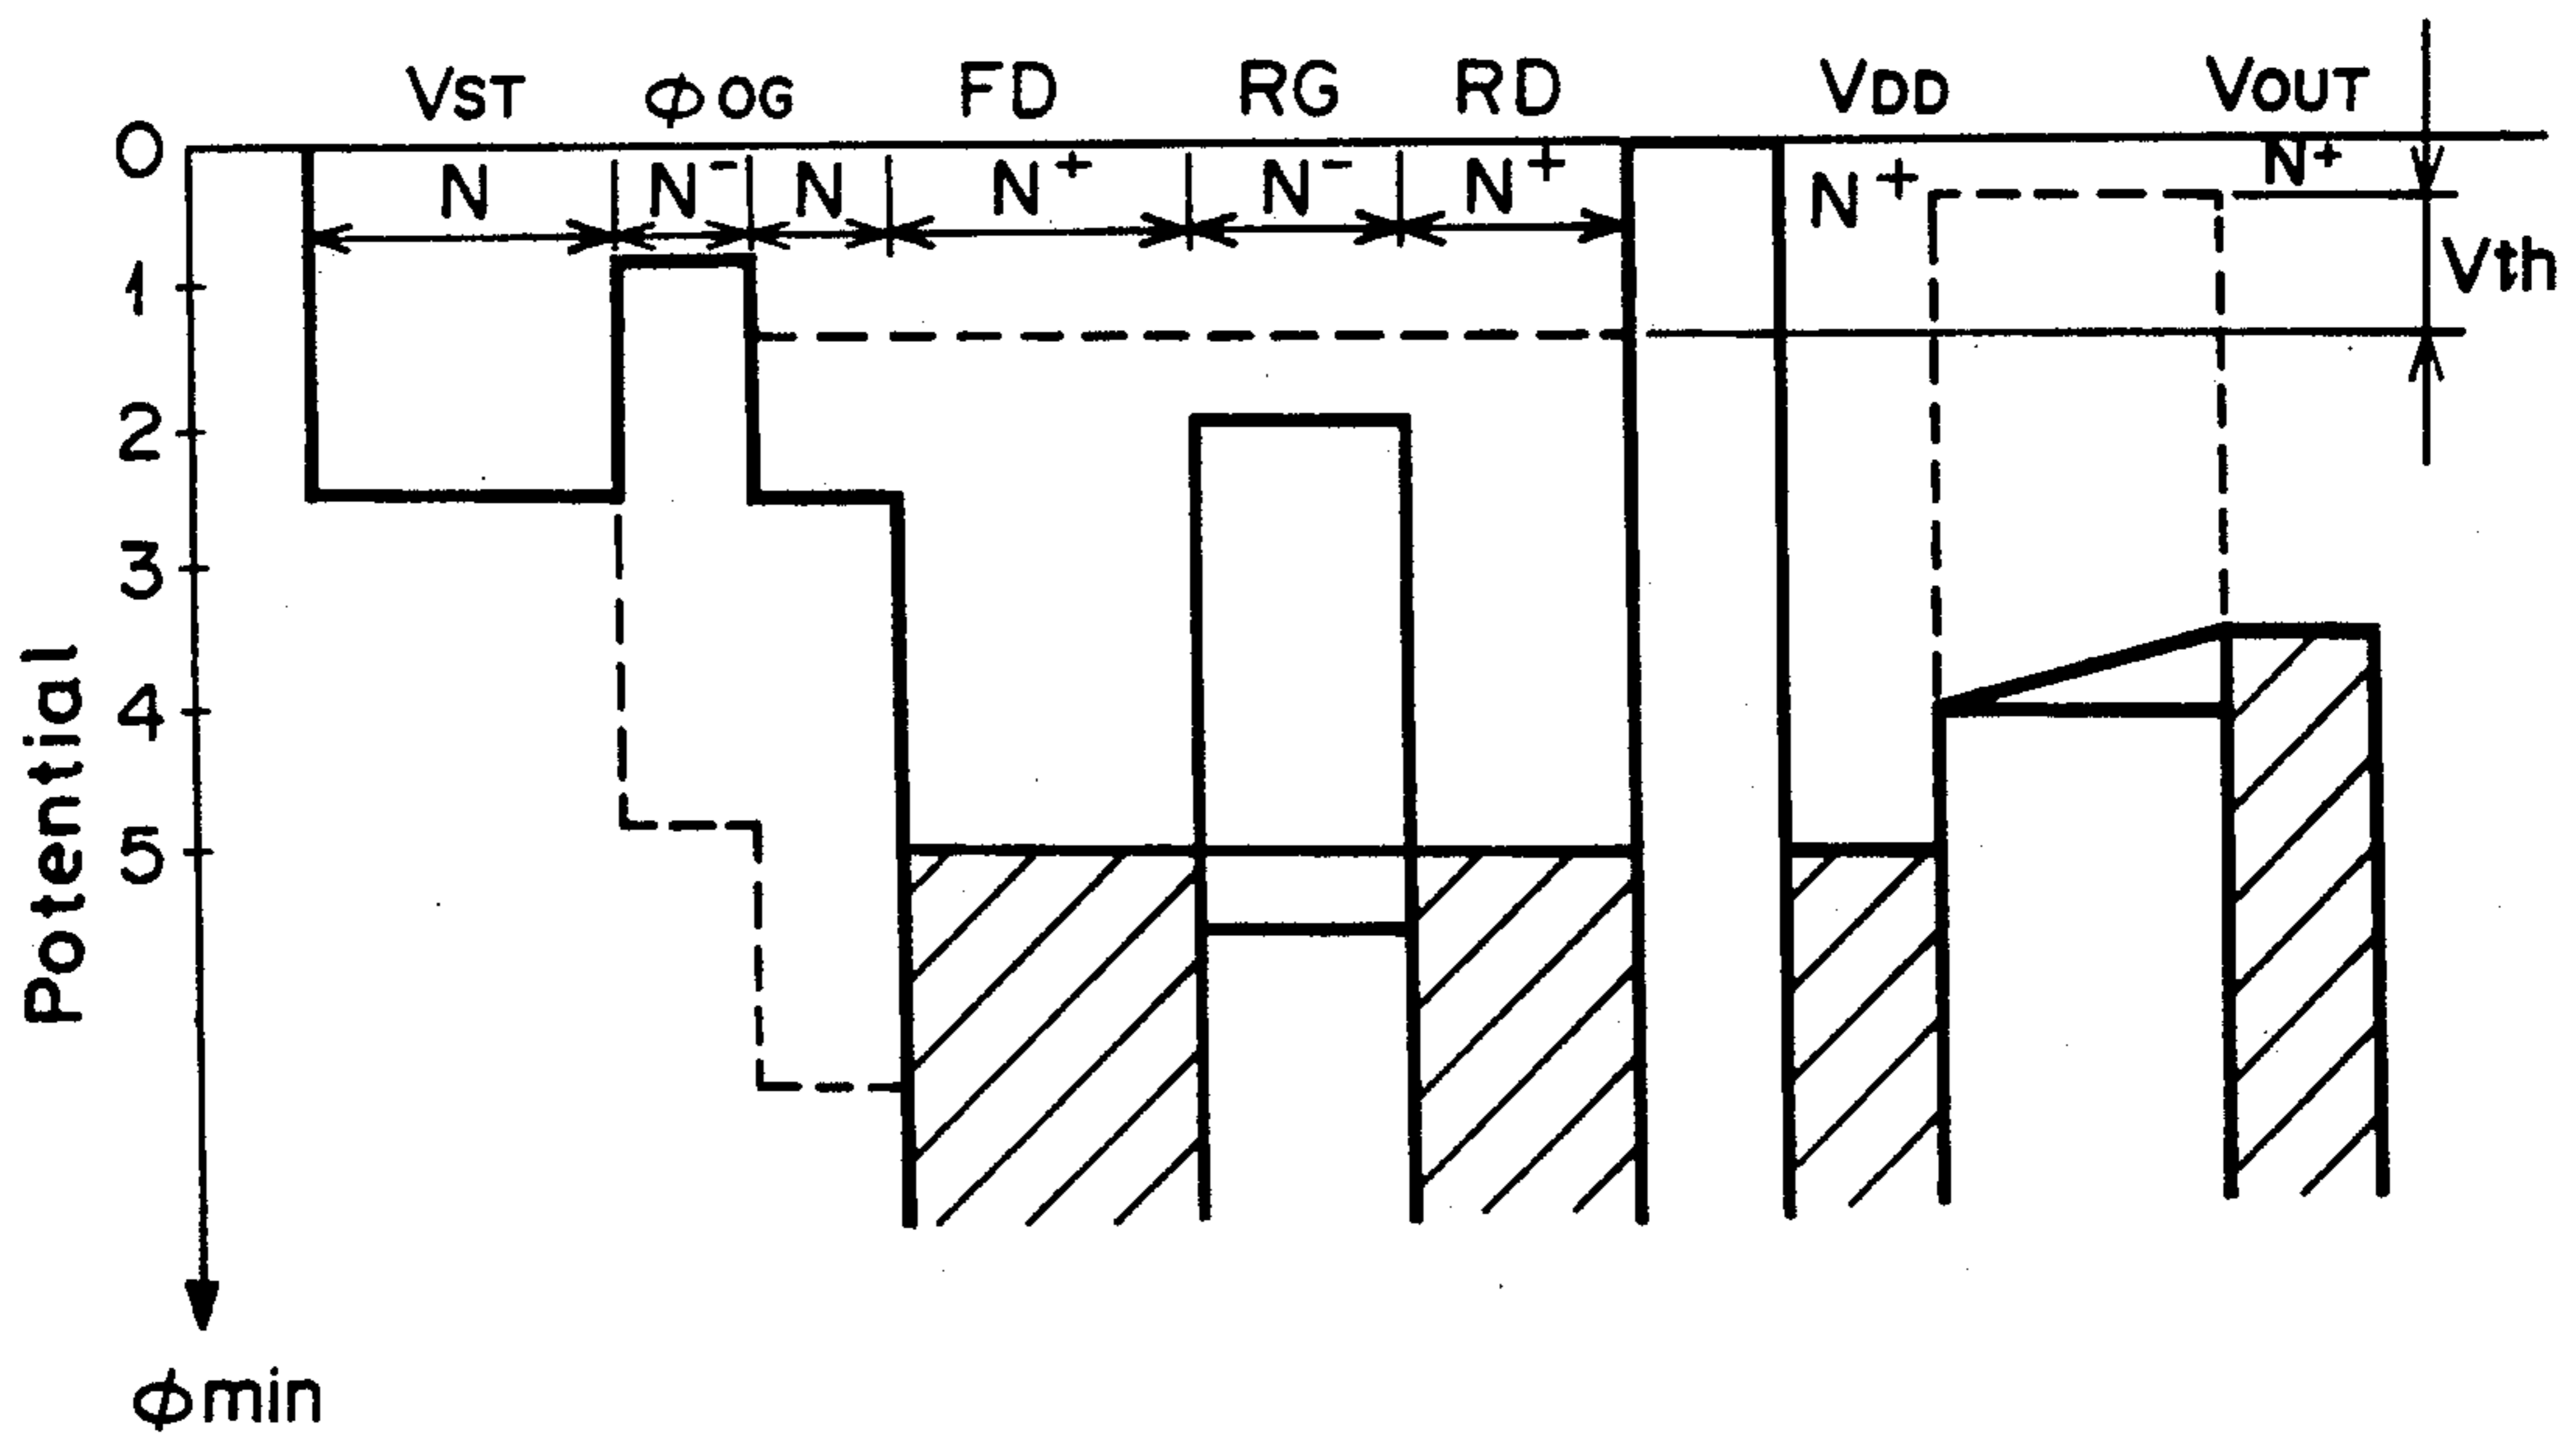 VST φOG FD RG RD VDD VOUT
0
N N⁻ N N⁺ N⁻ N⁺ N⁺ N⁺
1
Vth
2
3
4
5
Potential
φmin